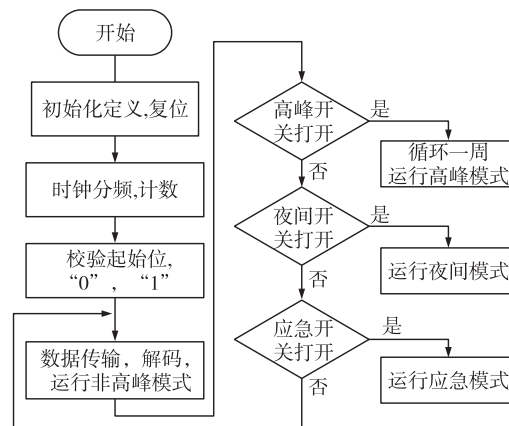 开始
初始化定义,复位
时钟分频,计数
校验起始位,
“0”，“1”
数据传输，解码，
运行非高峰模式
高峰开
关打开
是
循环一周
运行高峰模式
否
夜间开
关打开
是
运行夜间模式
否
应急开
关打开
是
运行应急模式
否